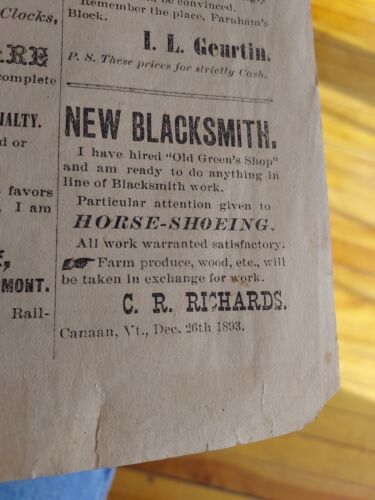 Clocks,
RE
complete
ALTY.
d or
favors
I am
E,
MONT.
Rail-
be convinced.
Remember the place, Farnham's
Block.
I. L. Geurtin.
P. S. These prices for strictly Cash.
NEW BLACKSMITH.
I have hired "Old Green's Shop"
and am ready to do anything in
line of Blacksmith work.
Particular attention given to
HORSE-SHOEING.
All work warranted satisfactory.
☛ Farm produce, wood, etc., will
be taken in exchange for work.
C. R. RICHARDS.
Canaan, Vt., Dec. 26th 1893.